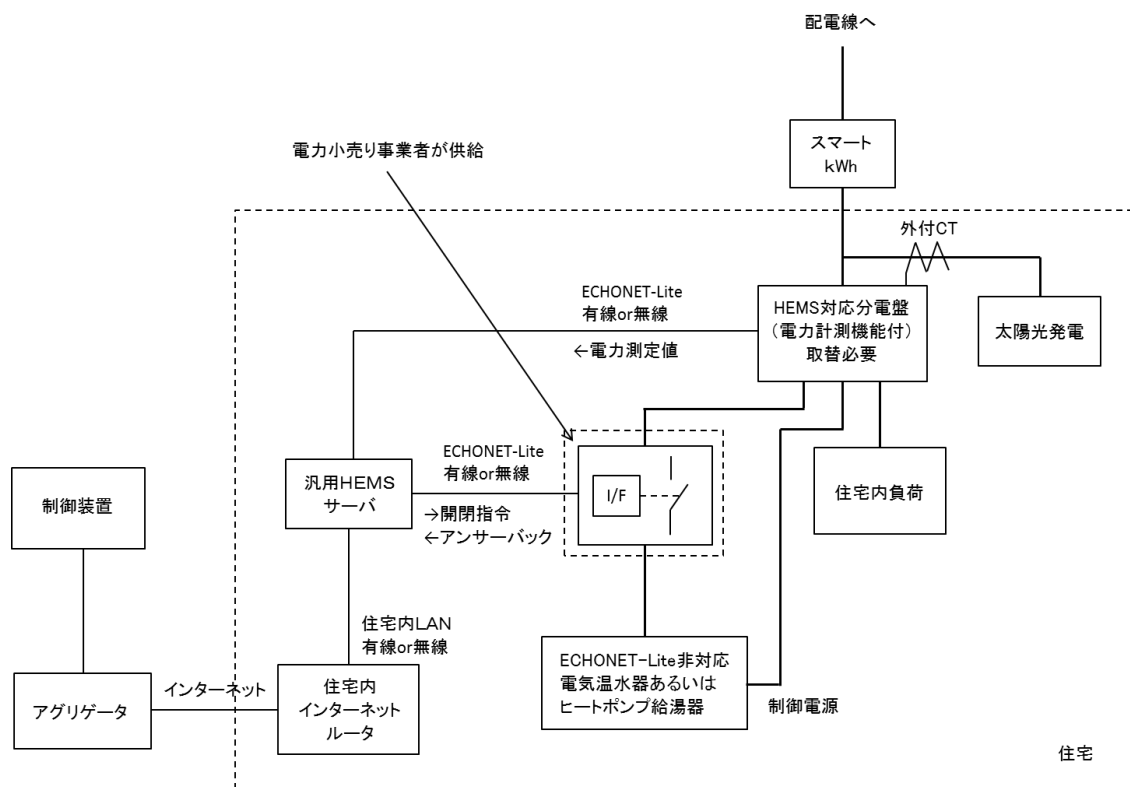 配電線へ
スマート
kWh
電力小売り事業者が供給
外付CT
ECHONET-Lite
有線or無線
←電力測定値
HEMS対応分電盤
（電力計測機能付）
取替必要
太陽光発電
ECHONET-Lite
有線or無線
→開閉指令
←アンサーバック
I/F
住宅内負荷
汎用HEMS
サーバ
制御装置
住宅内LAN
有線or無線
ECHONET-Lite非対応
電気温水器あるいは
ヒートポンプ給湯器
制御電源
アグリゲータ
インターネット
住宅内
インターネット
ルータ
住宅